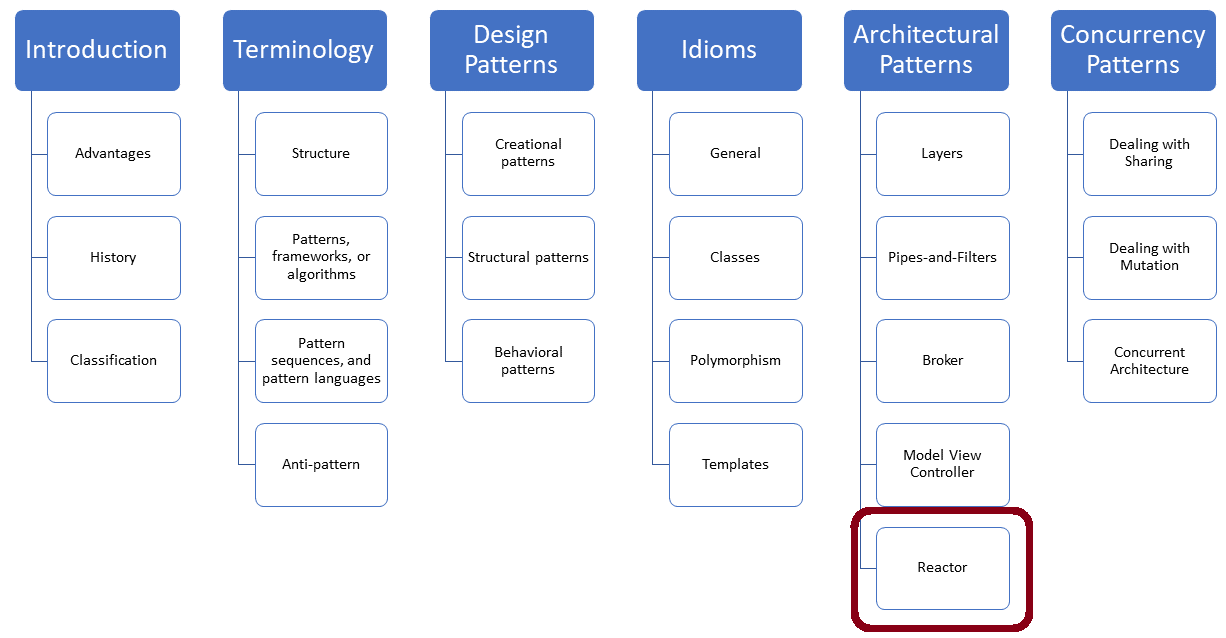 Introduction
Advantages
History
Classification
Terminology
Structure
Patterns,
frameworks, or
algorithms
Pattern
sequences, and
pattern languages
Anti-pattern
Design
Patterns
Creational
patterns
Structural patterns
Behavioral
patterns
Idioms
General
Classes
Polymorphism
Templates
Architectural
Patterns
Layers
Pipes-and-Filters
Broker
Model View
Controller
Reactor
Concurrency
Patterns
Dealing with
Sharing
Dealing with
Mutation
Concurrent
Architecture